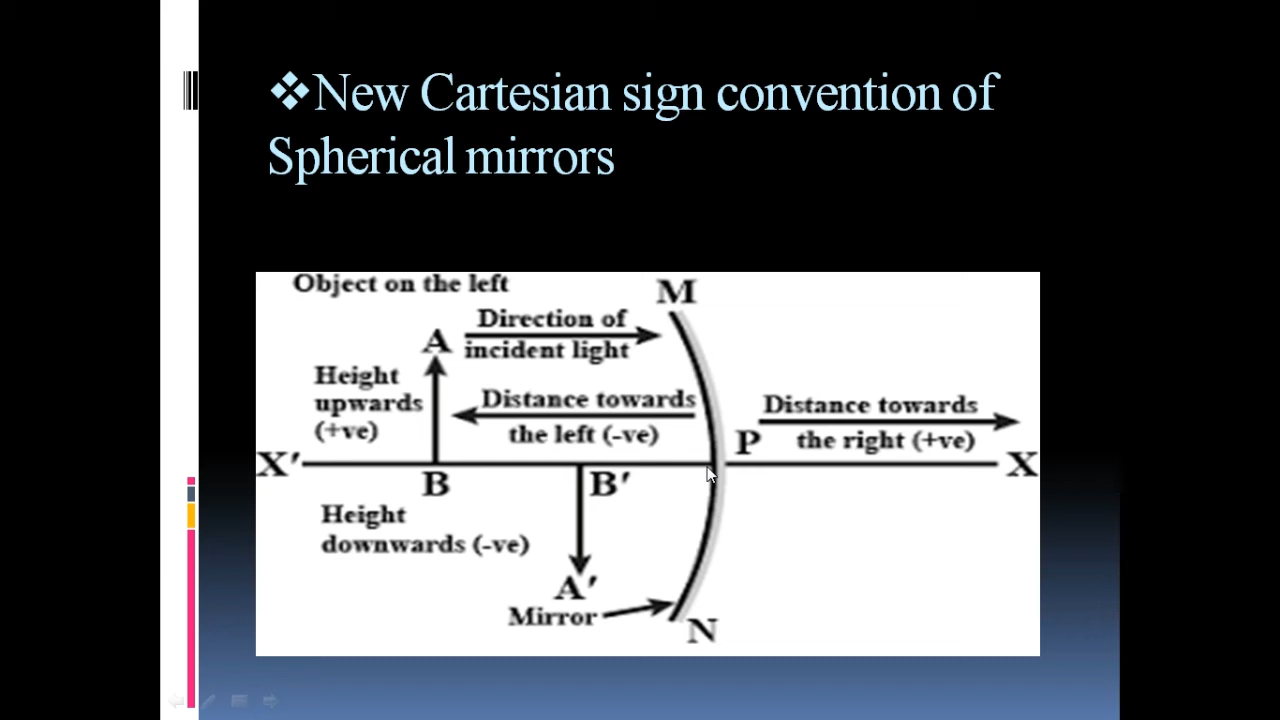 ❖New Cartesian sign convention of
Spherical mirrors
Object on the left
M
Direction of
A
incident light
Height
upwards
(+ve)
Distance towards
the left (-ve)
P
Distance towards
the right (+ve)
X′
X
B
B′
Height
downwards (-ve)
A′
Mirror
N